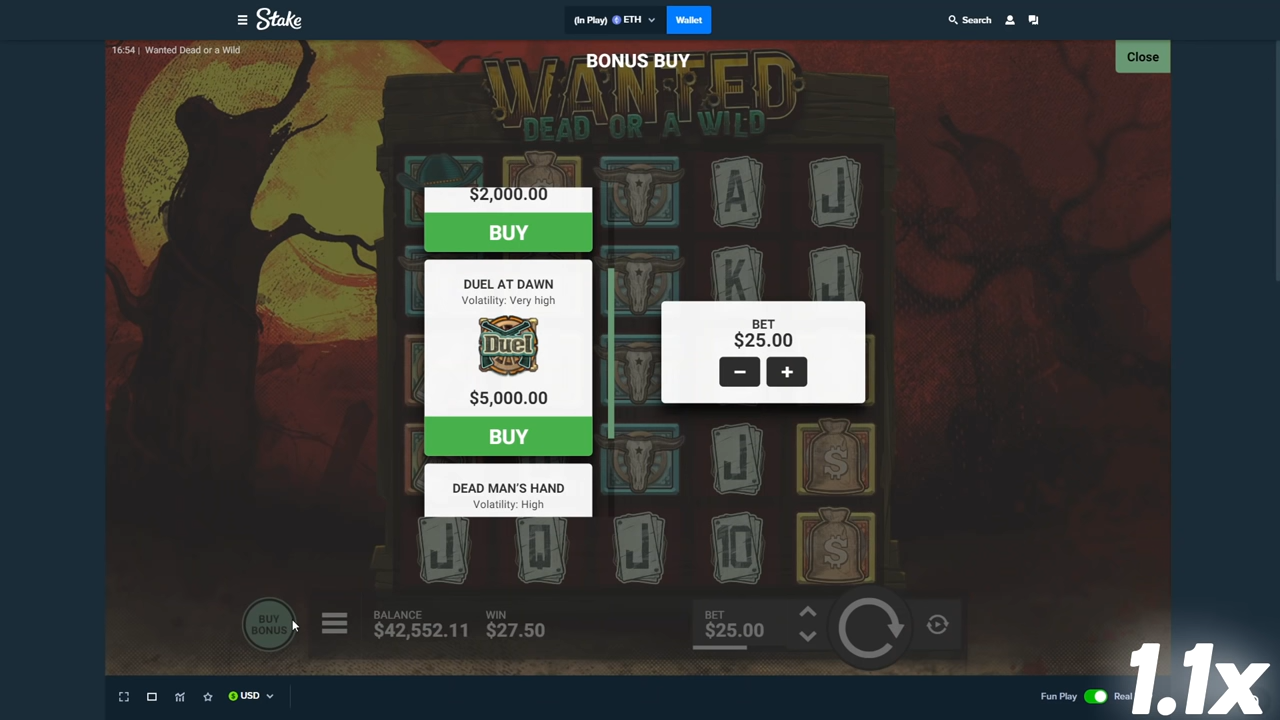 Stake
(In Play) ETH
Wallet
Search
16:54 | Wanted Dead or a Wild
BONUS BUY
Close
WANTED
DEAD OR A WILD
A
J
K
J
$2,000.00
BUY
DUEL AT DAWN
Volatility: Very high
Duel
$5,000.00
BUY
DEAD MAN'S HAND
Volatility: High
BET
$25.00
−
+
J
$
J
Q
J
10
$
BUY
BONUS
BALANCE
$42,552.11
WIN
$27.50
BET
$25.00
$ USD
Fun Play
Real
1.1x